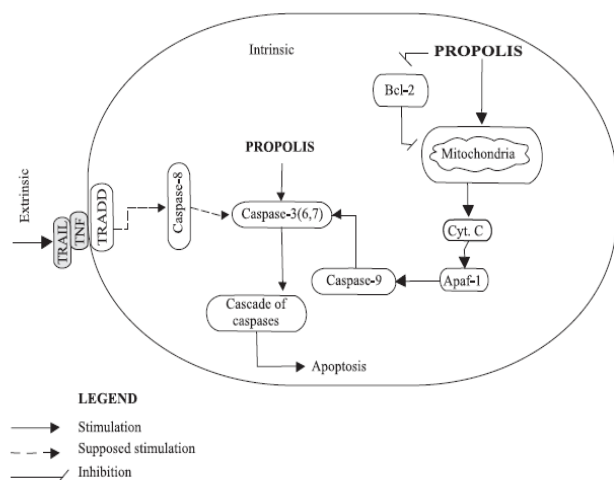 Intrinsic
PROPOLIS
Bcl-2
Mitochondria
PROPOLIS
Extrinsic
TRAIL
TNF
TRADD
Caspase-8
Caspase-3(6,7)
Cyt. C
Caspase-9
Apaf-1
Cascade of
caspases
Apoptosis
LEGEND
Stimulation
Supposed stimulation
Inhibition